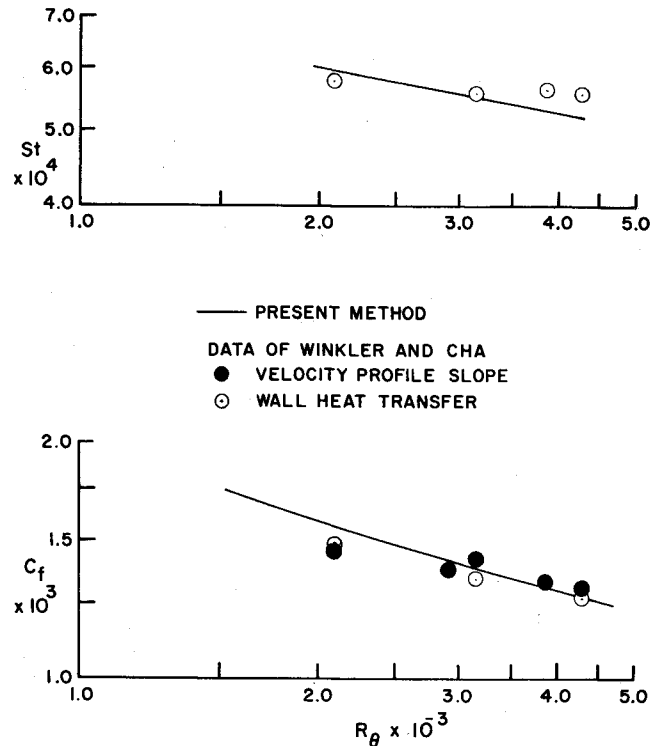 7.0
6.0
5.0
St
x 10⁴
4.0
1.0 2.0 3.0 4.0 5.0
PRESENT METHOD
DATA OF WINKLER AND CHA
VELOCITY PROFILE SLOPE
WALL HEAT TRANSFER
2.0
1.5
C_f
x 10³
1.0
1.0 2.0 3.0 4.0 5.0
R_θ x 10⁻³